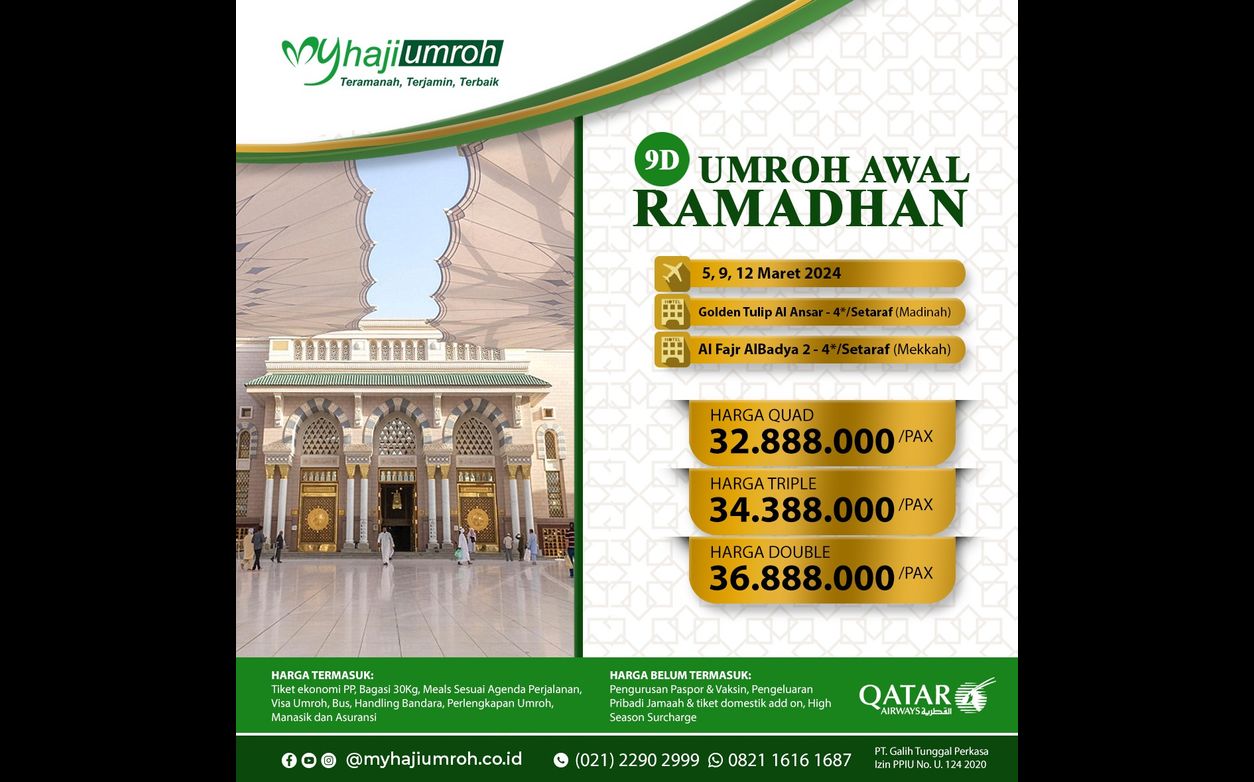 myhajiumroh
Teramanah, Terjamin, Terbaik
9D UMROH AWAL
RAMADHAN
5, 9, 12 Maret 2024
HOTEL
Golden Tulip Al Ansar - 4*/Setaraf (Madinah)
HOTEL
Al Fajr AlBadya 2 - 4*/Setaraf (Mekkah)
HARGA QUAD
32.888.000 /PAX
HARGA TRIPLE
34.388.000 /PAX
HARGA DOUBLE
36.888.000 /PAX
HARGA TERMASUK:
Tiket ekonomi PP, Bagasi 30Kg, Meals Sesuai Agenda Perjalanan,
Visa Umroh, Bus, Handling Bandara, Perlengkapan Umroh,
Manasik dan Asuransi
HARGA BELUM TERMASUK:
Pengurusan Paspor & Vaksin, Pengeluaran
Pribadi Jamaah & tiket domestik add on, High
Season Surcharge
QATAR
AIRWAYS القطرية
@myhajiumroh.co.id
(021) 2290 2999
0821 1616 1687
PT. Galih Tunggal Perkasa
Izin PPIU No. U. 124 2020